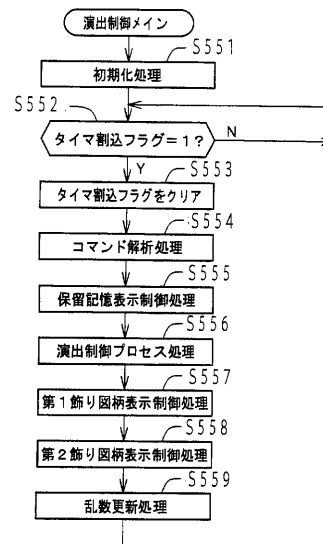 演出制御メイン
S551
初期化処理
S552
タイマ割込フラグ=1?
N
Y
S553
タイマ割込フラグをクリア
S554
コマンド解析処理
S555
保留記憶表示制御処理
S556
演出制御プロセス処理
S557
第1飾り図柄表示制御処理
S558
第2飾り図柄表示制御処理
S559
乱数更新処理